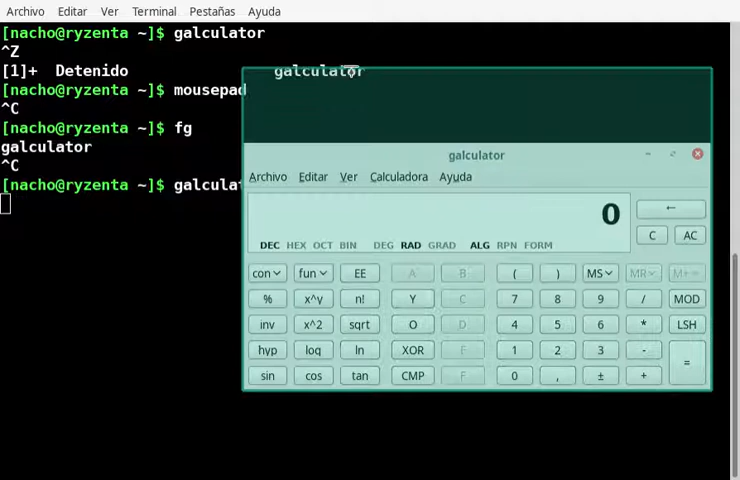 Archivo Editar Ver Terminal Pestañas Ayuda
[nacho@ryzenta ~]$ galculator
^Z
[1]+ Detenido galculator
[nacho@ryzenta ~]$ mousepad
^C
[nacho@ryzenta ~]$ fg
galculator
^C
[nacho@ryzenta ~]$ galculat
galculator
Archivo Editar Ver Calculadora Ayuda
0
←
DEC HEX OCT BIN DEG RAD GRAD ALG RPN FORM
C AC
con fun EE A B ( ) MS MR M+
% x^y n! Y C 7 8 9 / MOD
inv x^2 sqrt O D 4 5 6 * LSH
hyp log ln XOR E 1 2 3 - =
sin cos tan CMP F 0 , ± +